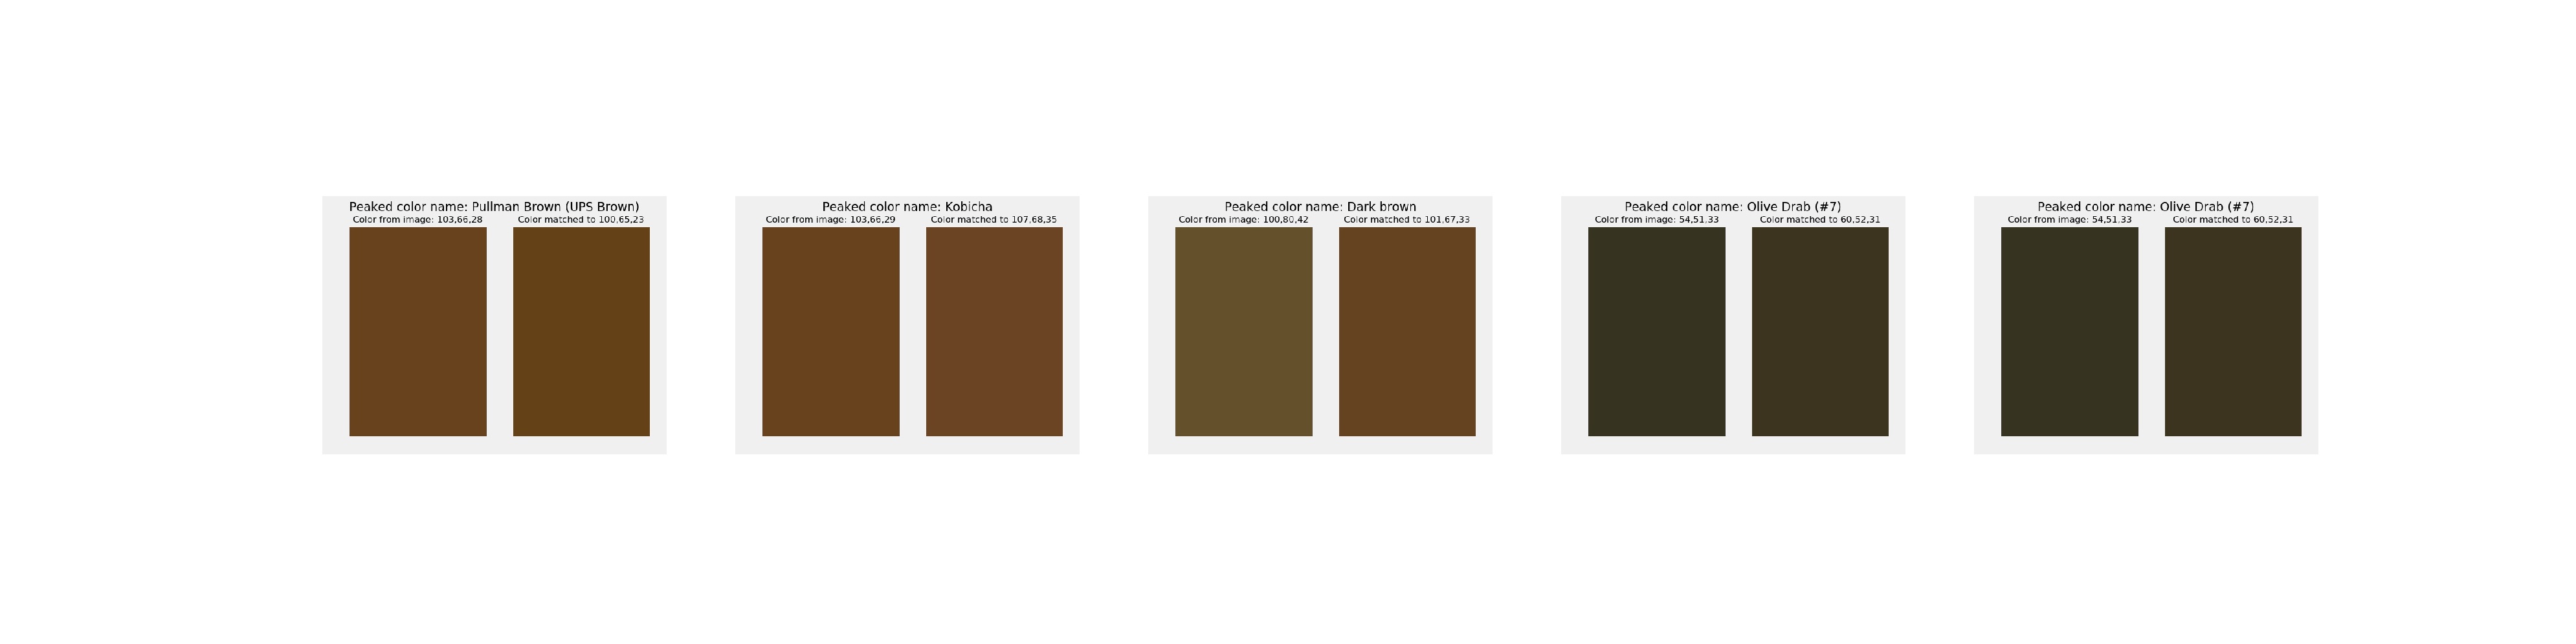 Peaked color name: Pullman Brown (UPS Brown)
Color from image: 103,66,28
Color matched to 100,65,23
Peaked color name: Kobicha
Color from image: 103,66,29
Color matched to 107,68,35
Peaked color name: Dark brown
Color from image: 100,80,42
Color matched to 101,67,33
Peaked color name: Olive Drab (#7)
Color from image: 54,51,33
Color matched to 60,52,31
Peaked color name: Olive Drab (#7)
Color from image: 54,51,33
Color matched to 60,52,31